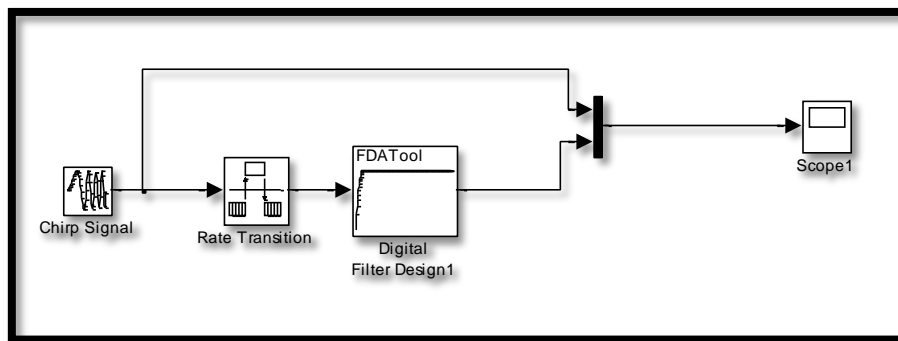 FDATool
Scope1
Chirp Signal
Rate Transition
Digital
Filter Design1